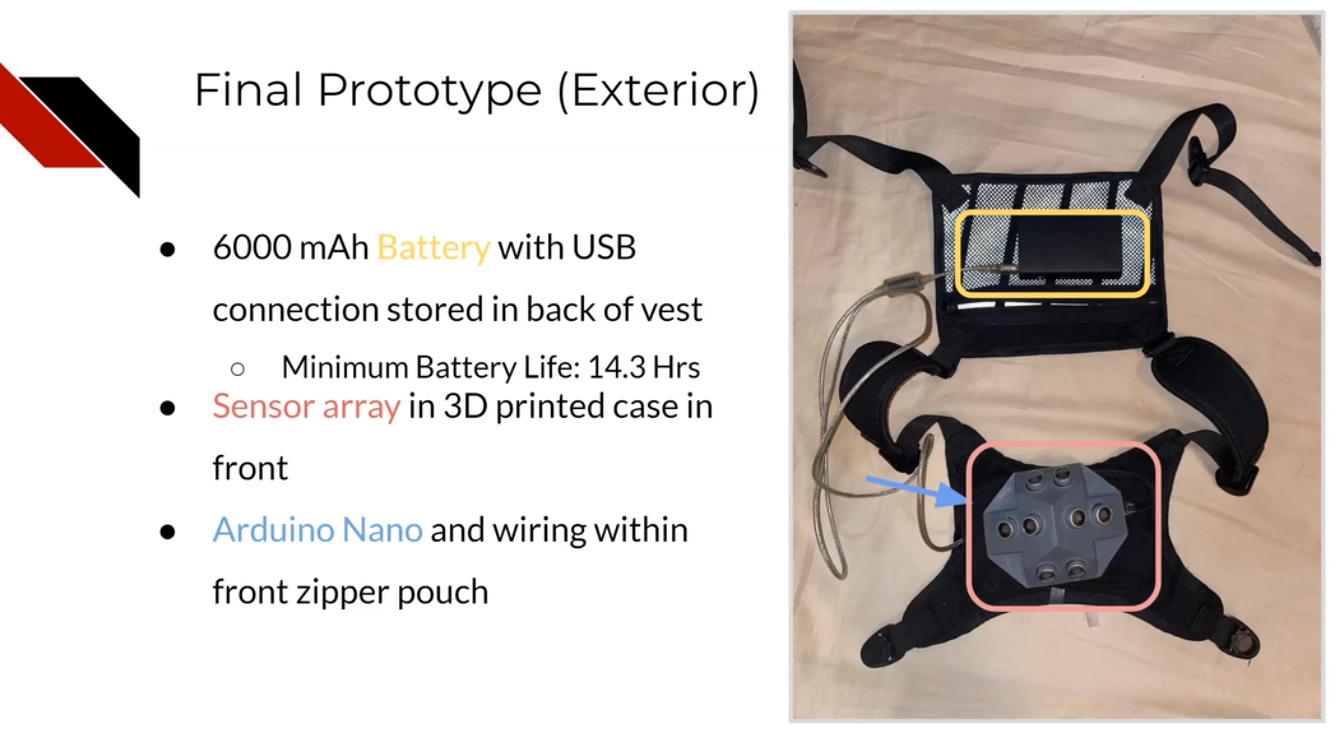 Final Prototype (Exterior)
● 6000 mAh Battery with USB
connection stored in back of vest
○ Minimum Battery Life: 14.3 Hrs
● Sensor array in 3D printed case in
front
● Arduino Nano and wiring within
front zipper pouch